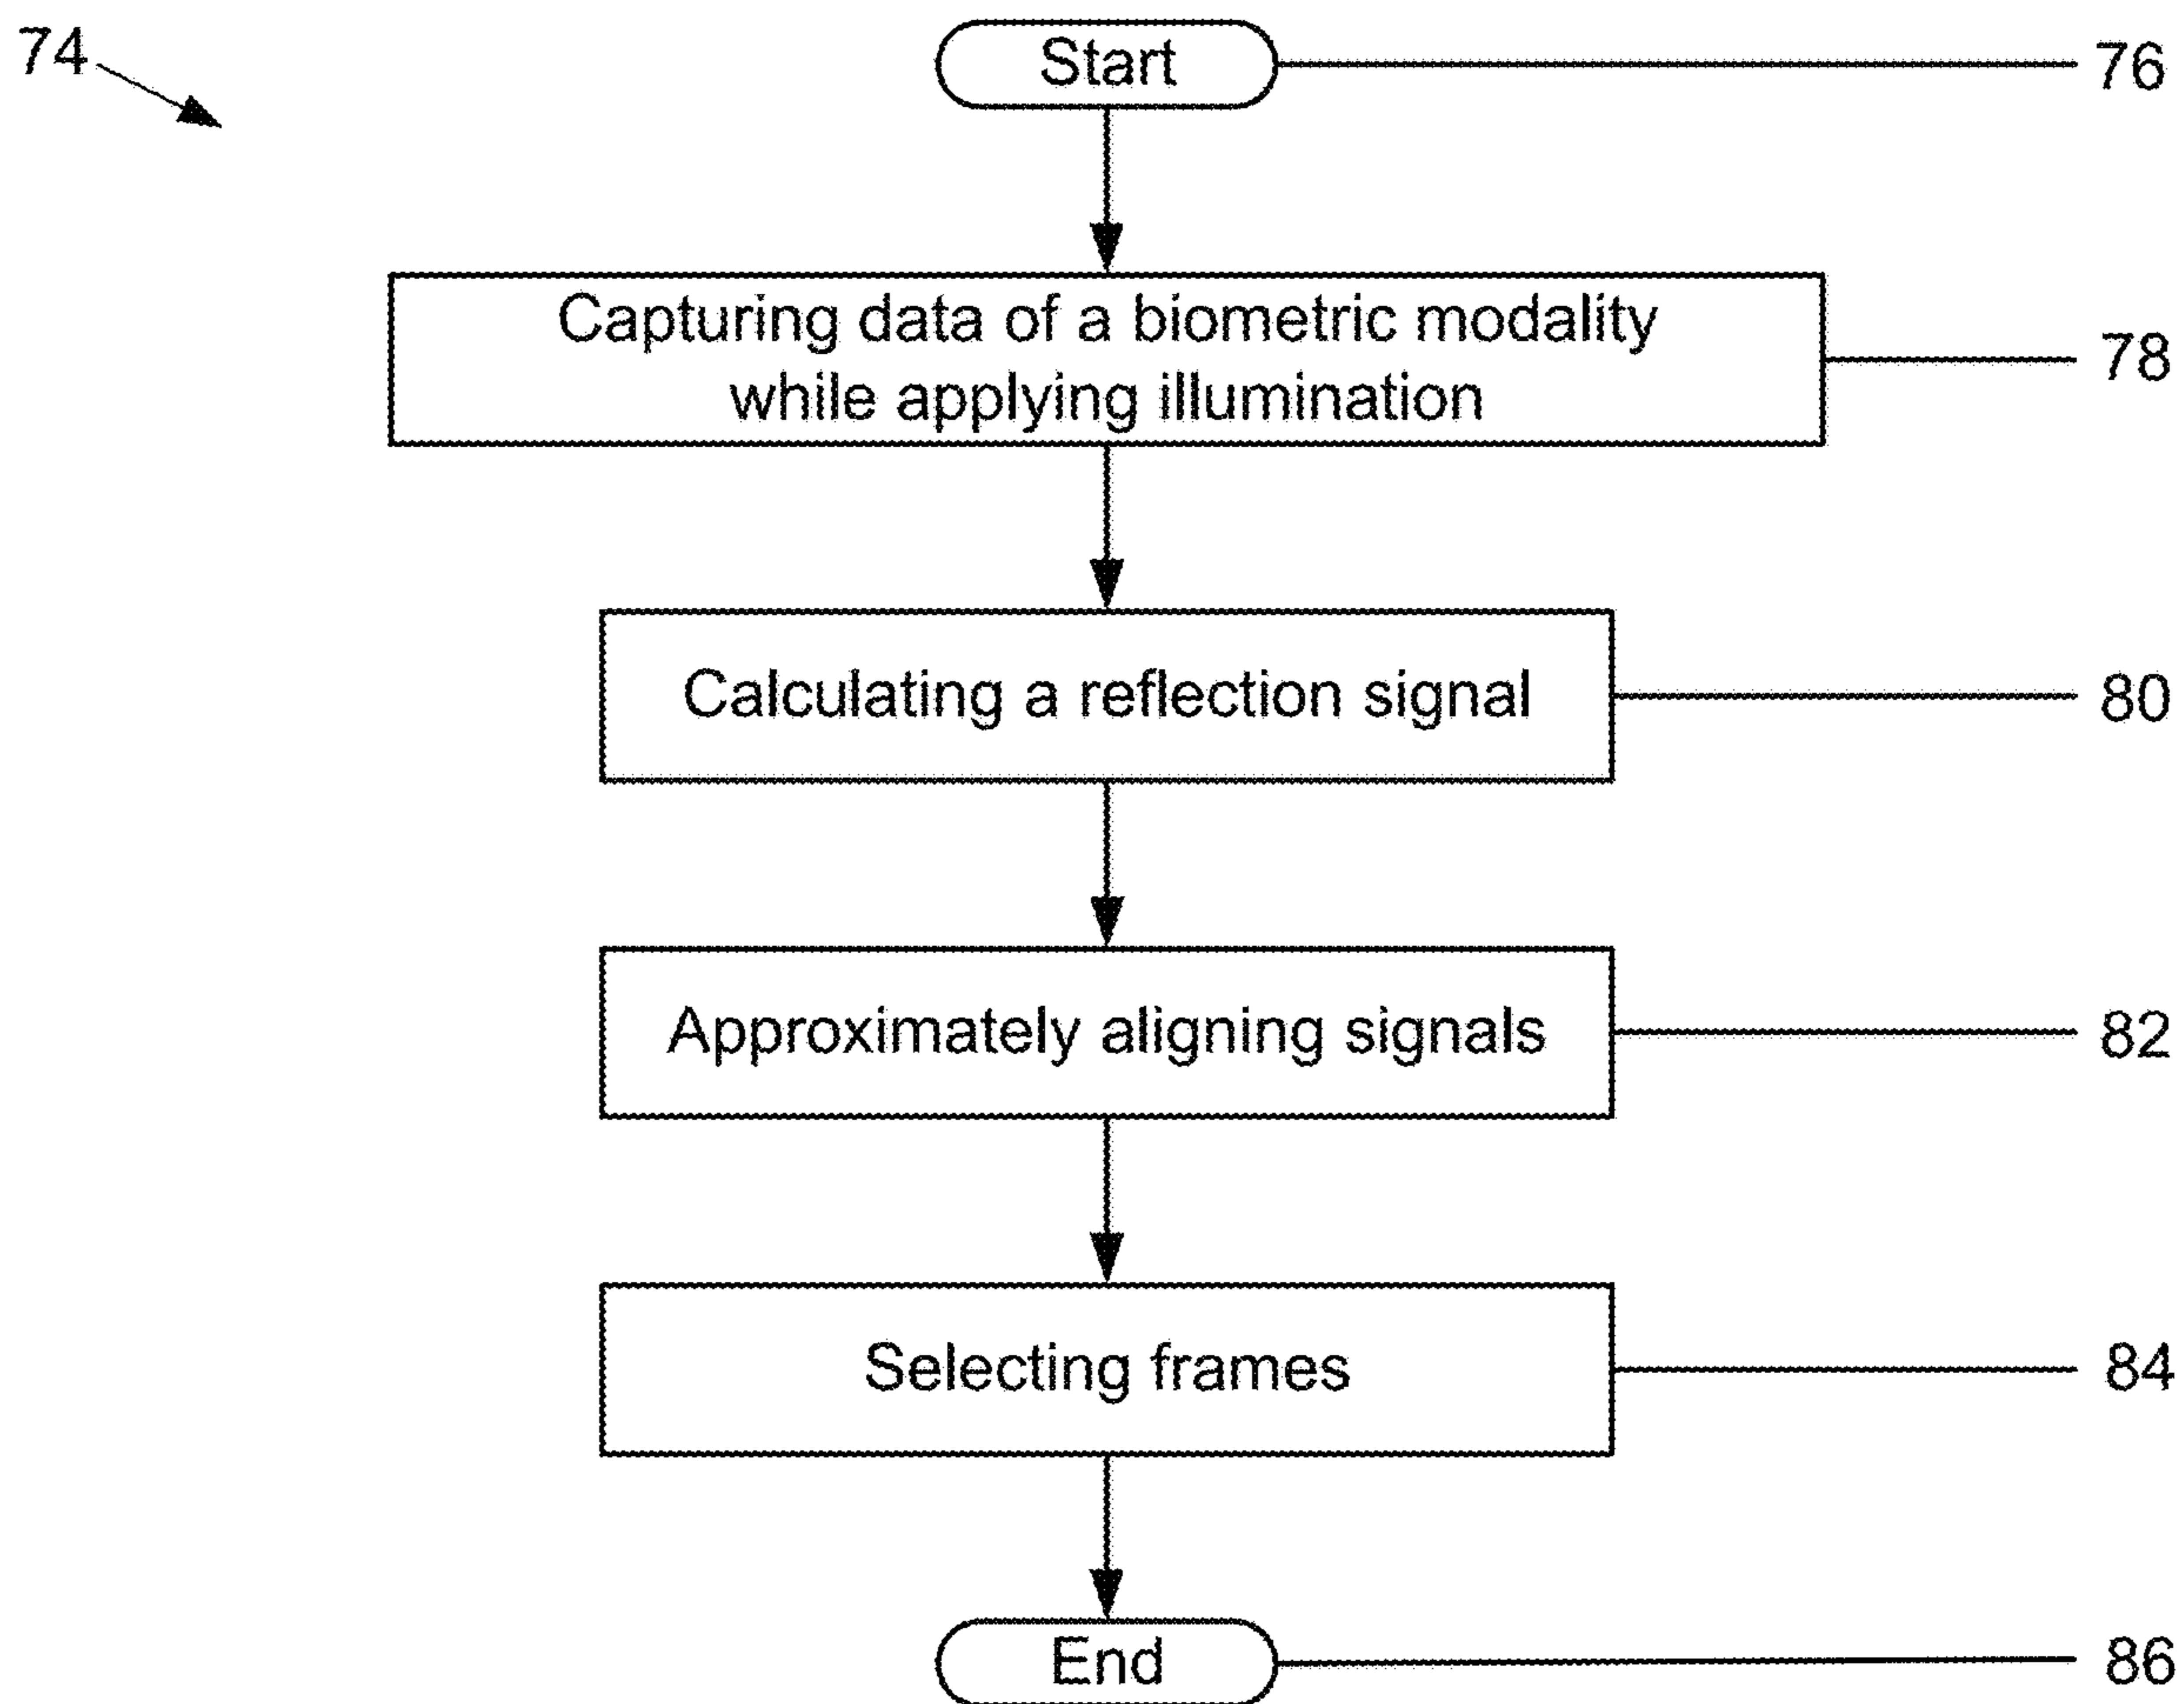 74
Start
76
Capturing data of a biometric modality
while applying illumination
78
Calculating a reflection signal
80
Approximately aligning signals
82
Selecting frames
84
End
86